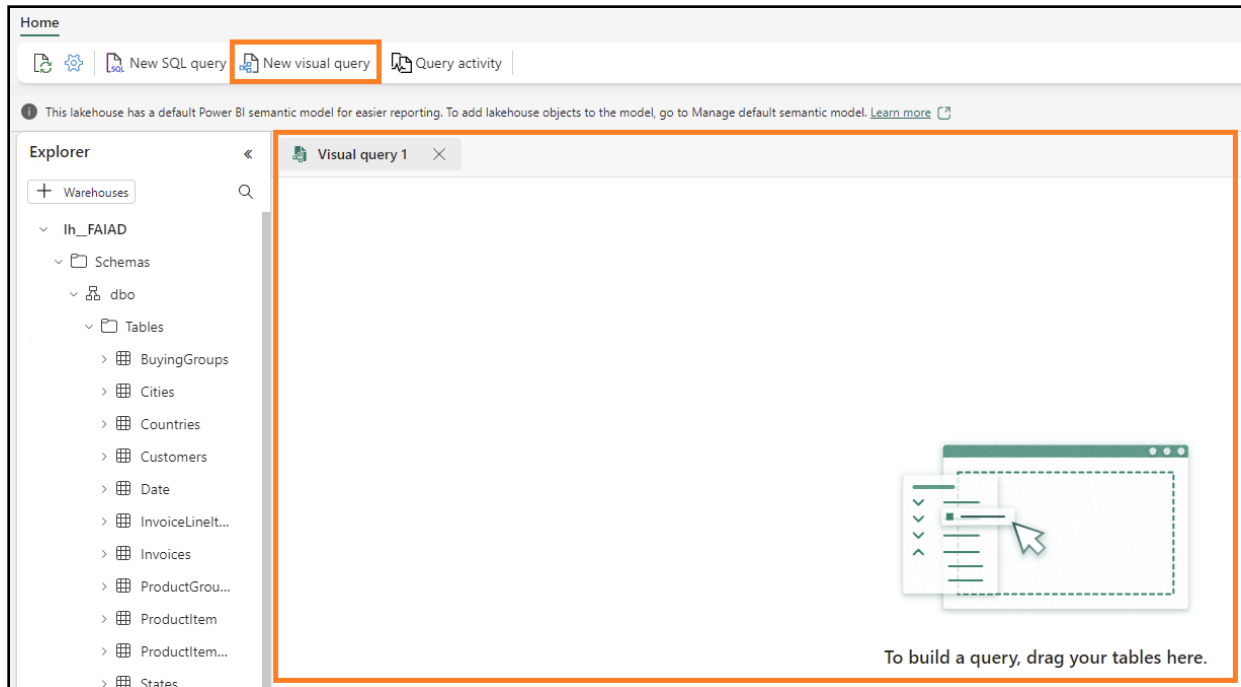 Home
New SQL query New visual query Query activity
This lakehouse has a default Power BI semantic model for easier reporting. To add lakehouse objects to the model, go to Manage default semantic model. Learn more
Explorer
Visual query 1
Warehouses
lh_FAIAD
Schemas
dbo
Tables
BuyingGroups
Cities
Countries
Customers
Date
InvoiceLineIt...
Invoices
ProductGrou...
ProductItem
ProductItem...
States
To build a query, drag your tables here.